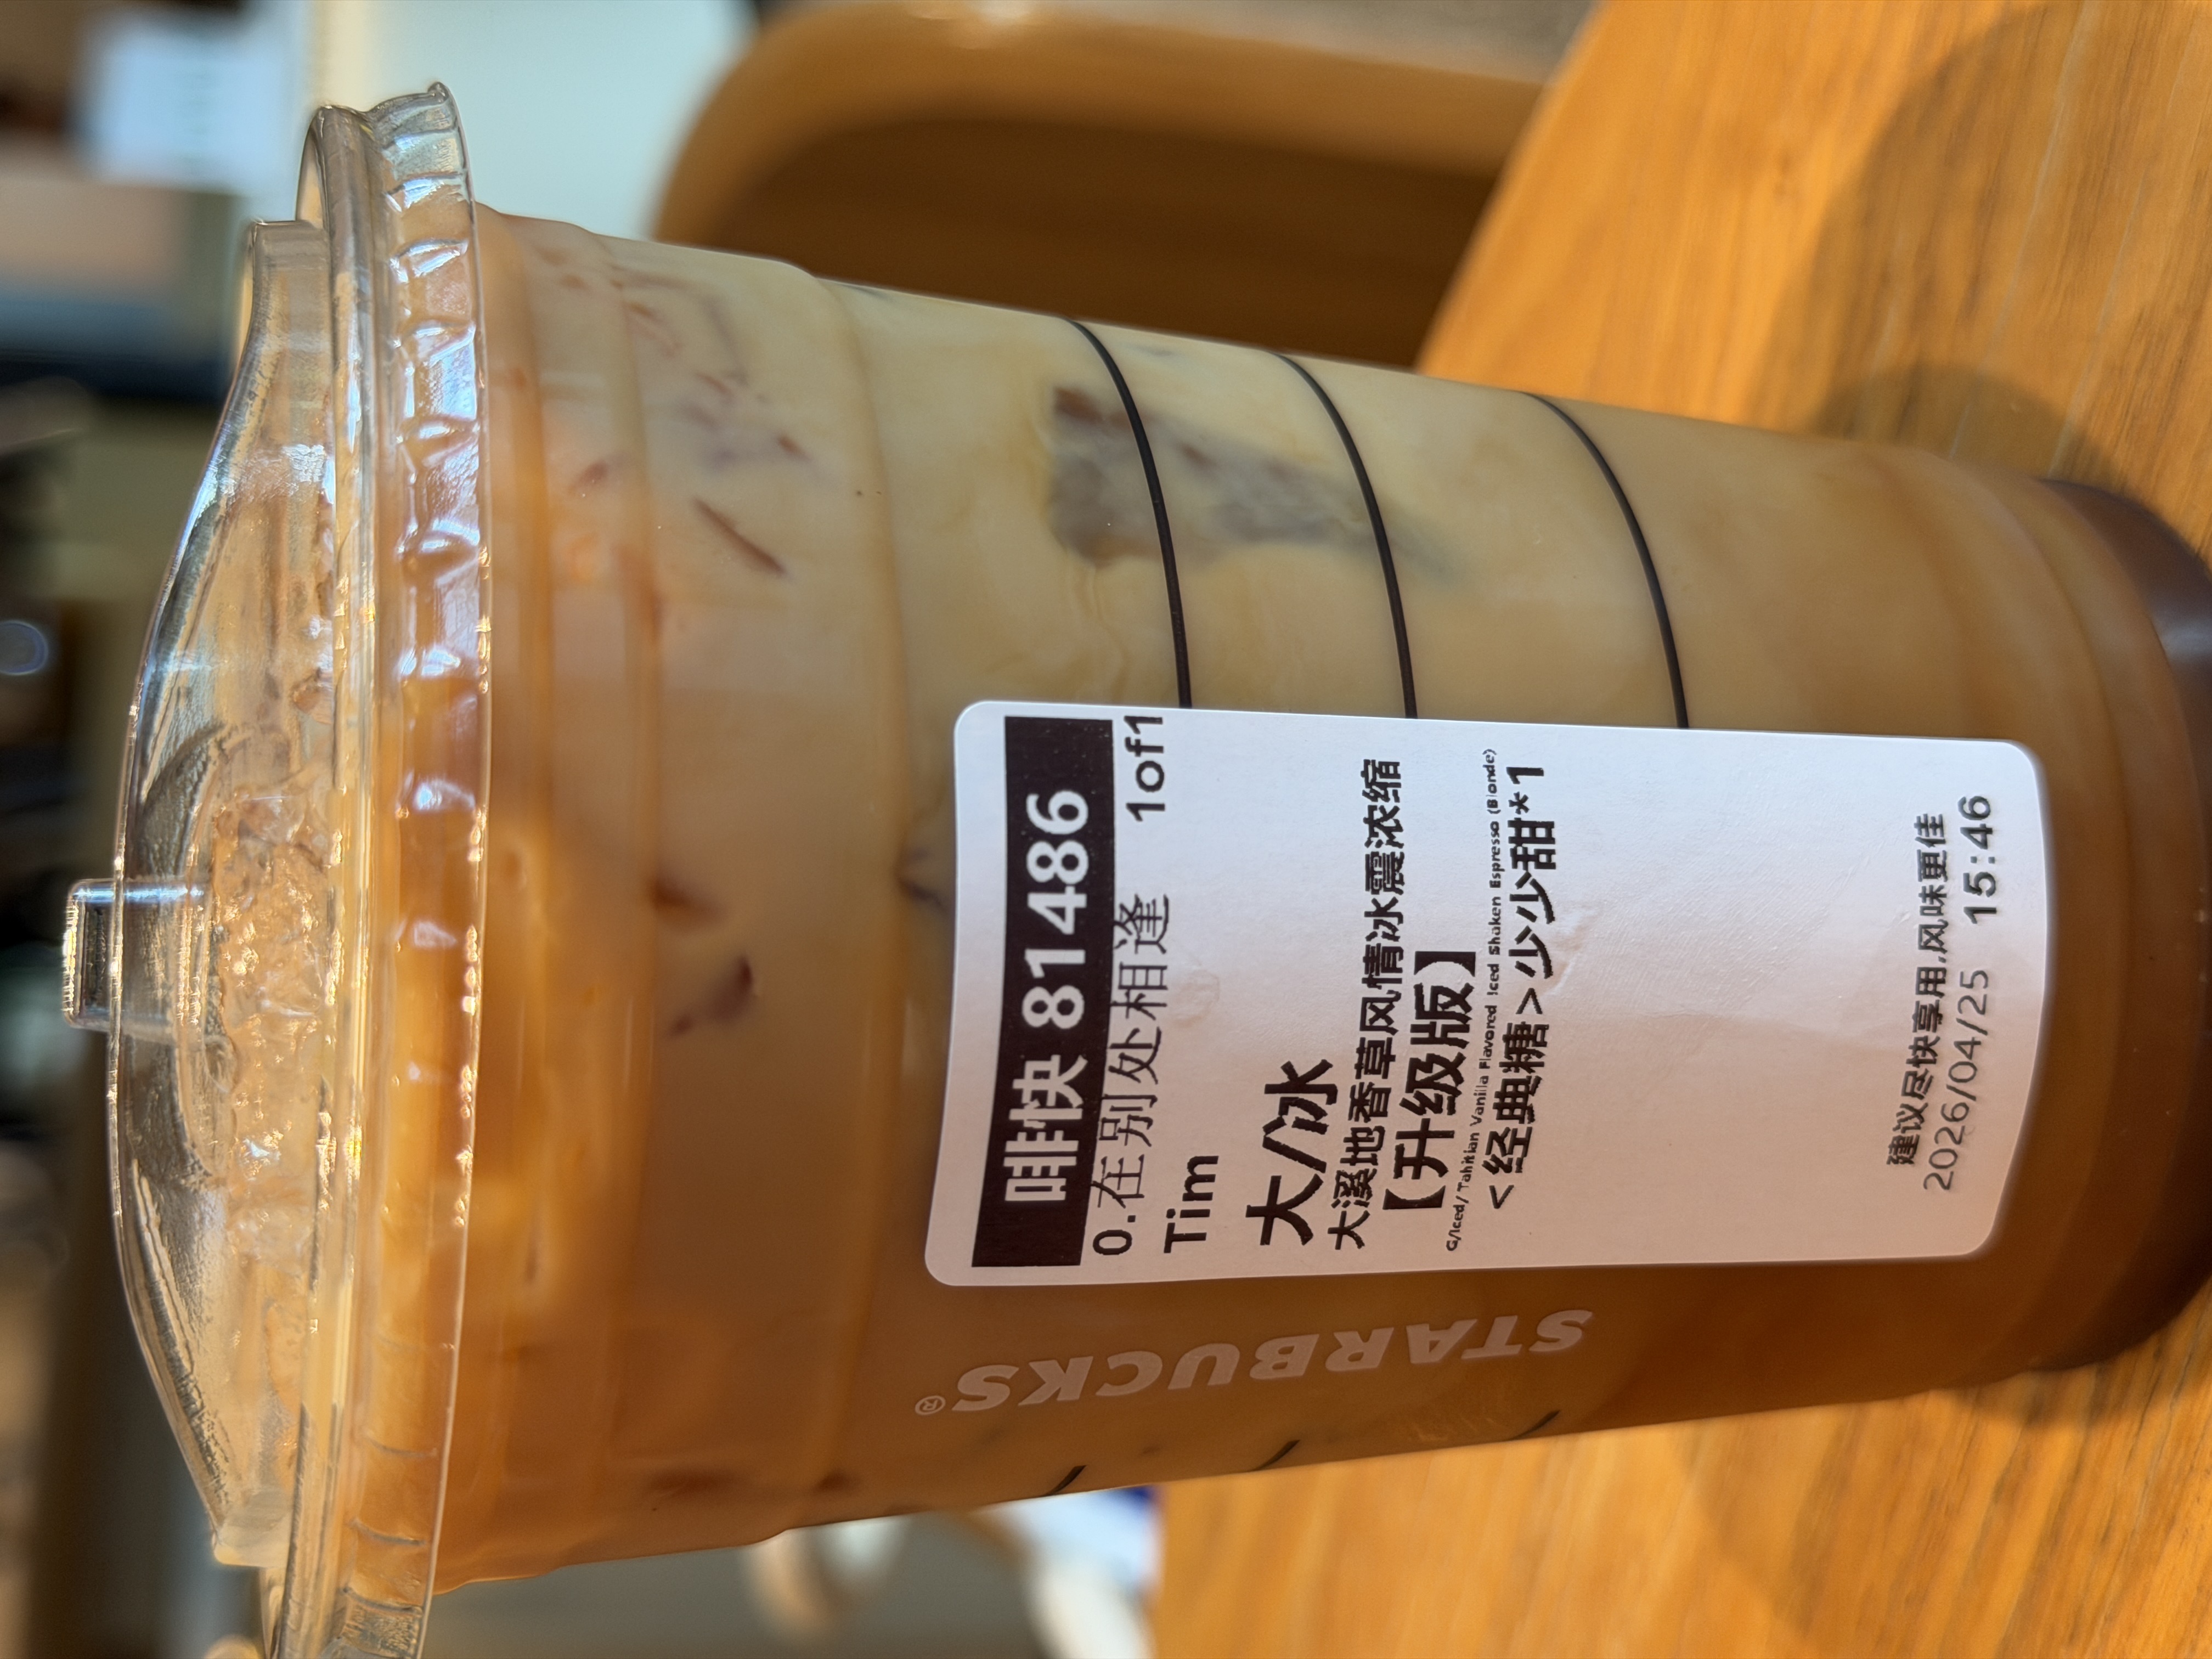 啡快 81486
0.在别处相逢 1of1
Tim
大/冰
大溪地香草风情冰震浓缩
【升级版】
G/Iced/Tahitian Vanilla Flavored Iced Shaken Espresso (Blonde)
<经典糖>少少甜*1
建议尽快享用,风味更佳
2026/04/25 15:46
STARBUCKS®